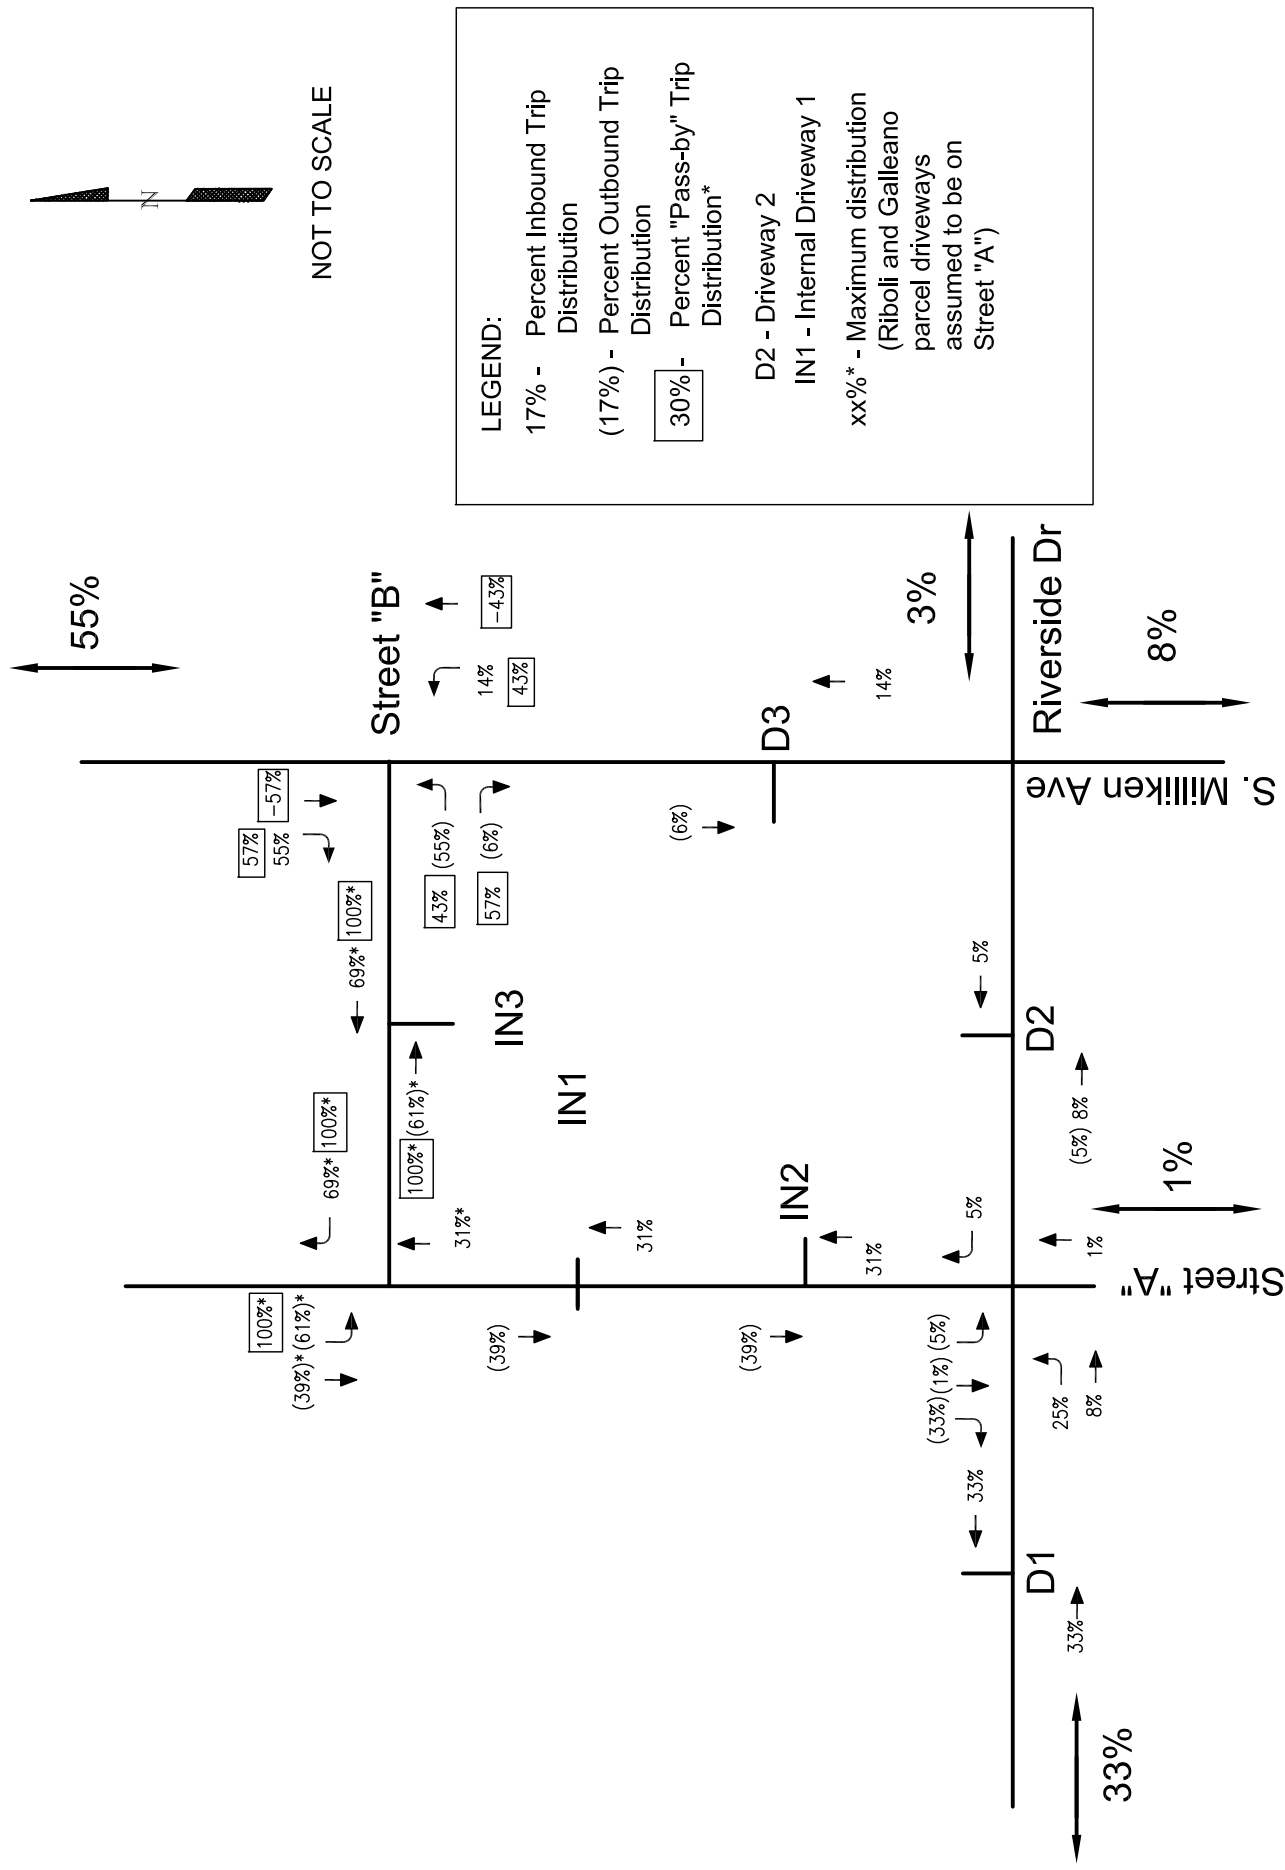 N
NOT TO SCALE
LEGEND:
17% - Percent Inbound Trip
Distribution
(17%) - Percent Outbound Trip
Distribution
30% - Percent "Pass-by" Trip
Distribution*
D2 - Driveway 2
IN1 - Internal Driveway 1
xx%* - Maximum distribution
(Riboli and Galleano
parcel driveways
assumed to be on
Street "A")
55%
Street "B"
-43%
14%
43%
3%
Riverside Dr
8%
14%
D3
S. Milliken Ave
-57%
57%
55%
(55%)
43%
(6%)
57%
(6%)
100%*
69%*
IN3
5%
D2
(5%) 8%
100%*
69%*
100%* (61%)*
IN1
31%*
31%
IN2
31%
5%
1%
1%
Street "A"
100%*
(39%)* (61%)*
(39%)
(39%)
(33%) (1%) (5%)
25%
8%
33%
D1
33%
33%